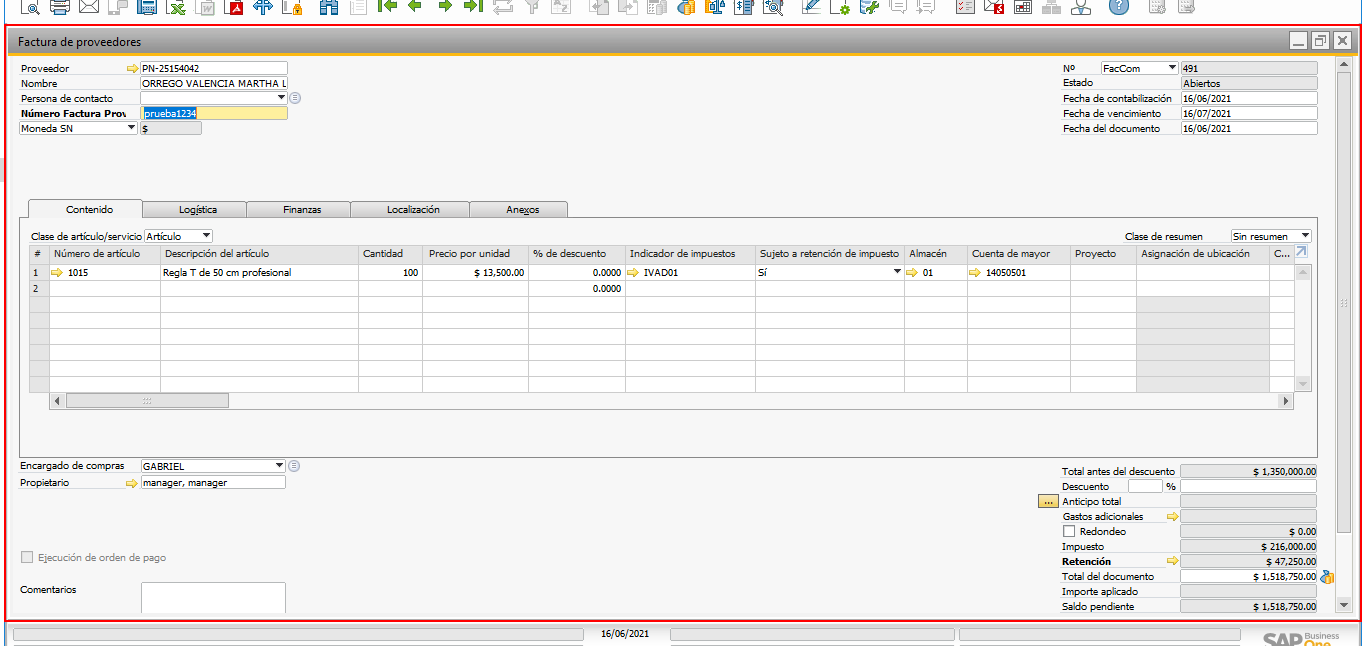 Factura de proveedores
Proveedor PN-25154042
Nombre ORREGO VALENCIA MARTHA L
Persona de contacto
Número Factura Prov prueba1234
Moneda SN $
Nº FacCom 491
Estado Abiertos
Fecha de contabilización 16/06/2021
Fecha de vencimiento 16/07/2021
Fecha del documento 16/06/2021
Contenido Logística Finanzas Localización Anexos
Clase de artículo/servicio Artículo Clase de resumen Sin resumen
# Número de artículo Descripción del artículo Cantidad Precio por unidad % de descuento Indicador de impuestos Sujeto a retención de impuesto Almacén Cuenta de mayor Proyecto Asignación de ubicación C...
1 1015 Regla T de 50 cm profesional 100 $ 13,500.00 0.0000 IVAD01 Sí 01 14050501
2 0.0000
Encargado de compras GABRIEL
Propietario manager, manager
Ejecución de orden de pago
Comentarios
Total antes del descuento $ 1,350,000.00
Descuento %
... Anticipo total
Gastos adicionales
Redondeo $ 0.00
Impuesto $ 216,000.00
Retención $ 47,250.00
Total del documento $ 1,518,750.00
Importe aplicado
Saldo pendiente $ 1,518,750.00
16/06/2021
SAP Business One